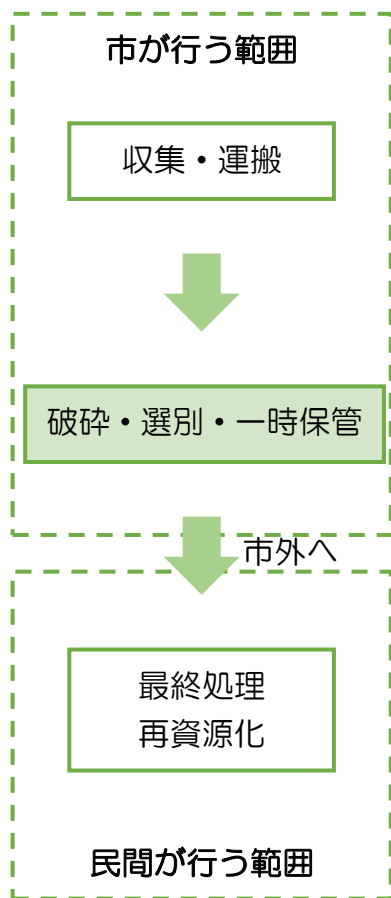 市が行う範囲
収集・運搬
破砕・選別・一時保管
市外へ
最終処理
再資源化
民間が行う範囲